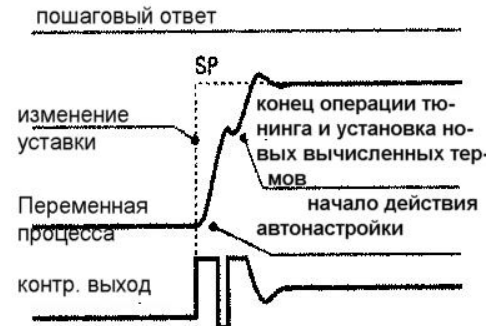 пошаговый ответ
SP
изменение
уставки
конец операции тю-
нинга и установка но-
вых вычисленных тер-
мов
начало действия
автонастройки
Переменная
процесса
контр. выход